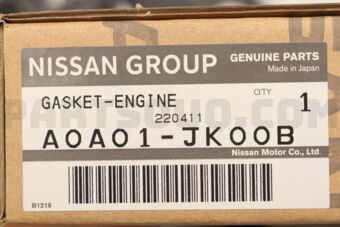 NISSAN GROUP
GENUINE PARTS
Made in Japan
GASKET-ENGINE
Q'TY
1
220411
A0A01-JK00B
Nissan Motor Co., Ltd.
B1218